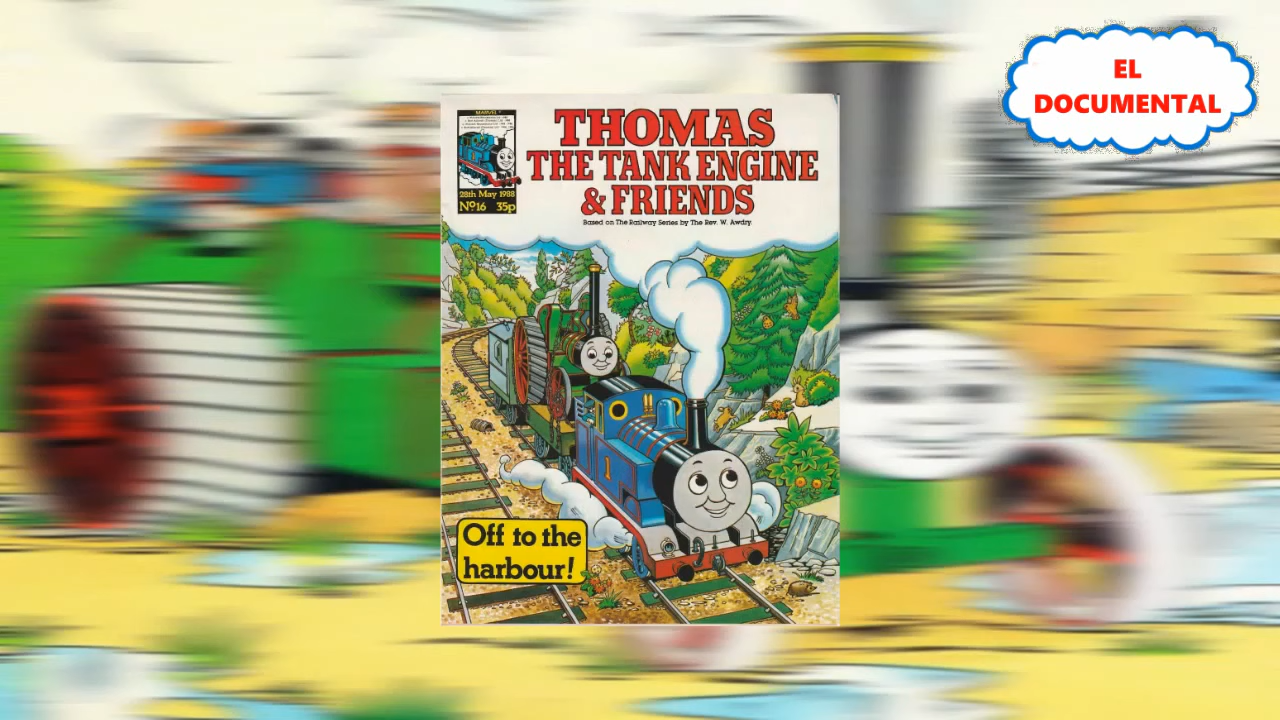 EL
DOCUMENTAL
MARVEL
THOMAS
THE TANK ENGINE
& FRIENDS
28th May 1988
Nº16 35p
Based on The Railway Series by The Rev. W. Awdry.
1
Off to the
harbour!